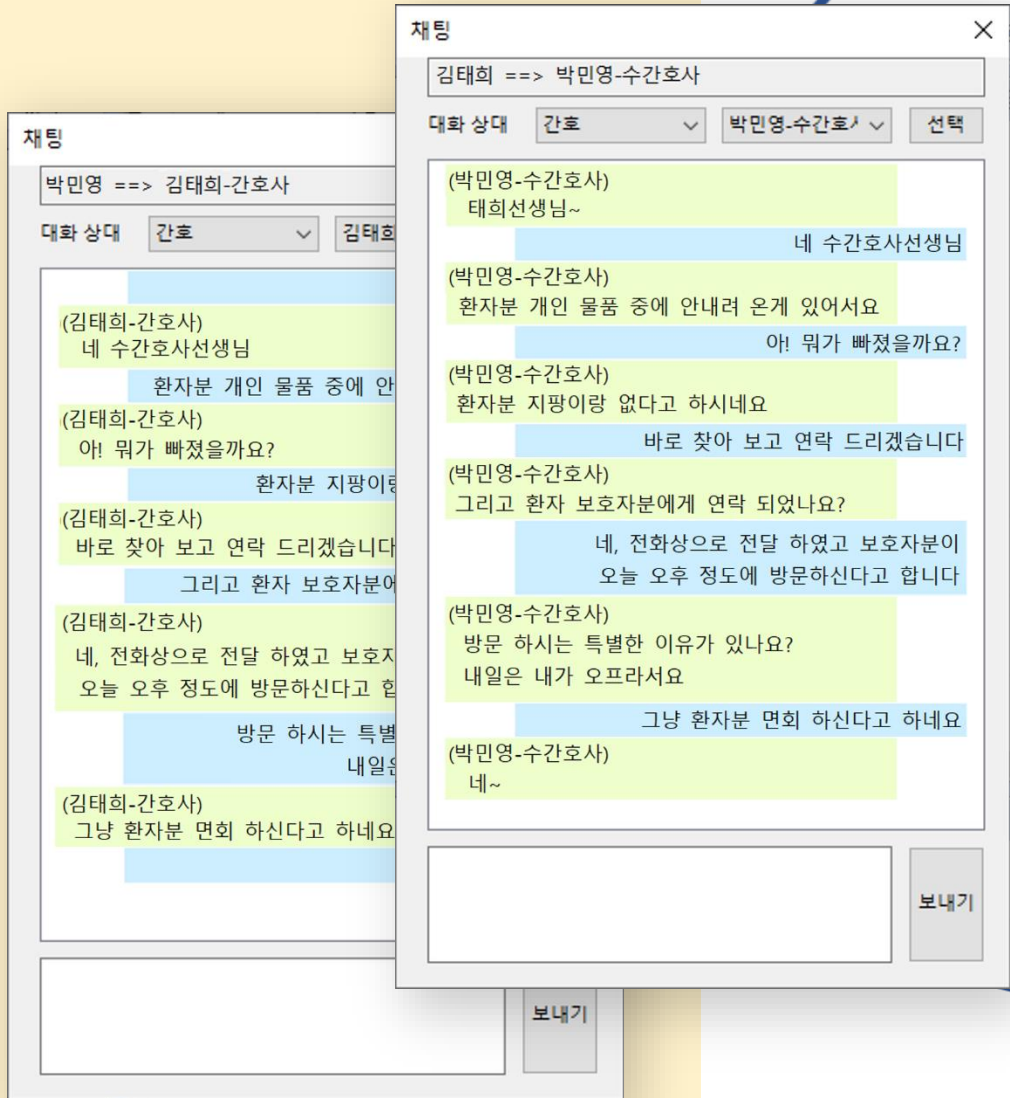 채팅
김태희 ==> 박민영-수간호사
대화 상대 간호 박민영-수간호 선택
(박민영-수간호사)
태희선생님~
네 수간호사선생님
(박민영-수간호사)
환자분 개인 물품 중에 안내려 온게 있어서요
아! 뭐가 빠졌을까요?
(박민영-수간호사)
환자분 지팡이랑 없다고 하시네요
바로 찾아 보고 연락 드리겠습니다
(박민영-수간호사)
그리고 환자 보호자분에게 연락 되었나요?
네, 전화상으로 전달 하였고 보호자분이
오늘 오후 정도에 방문하신다고 합니다
(박민영-수간호사)
방문 하시는 특별한 이유가 있나요?
내일은 내가 오프라서요
그냥 환자분 면회 하신다고 하네요
(박민영-수간호사)
네~
보내기
채팅
박민영 ==> 김태희-간호사
대화 상대 간호 김태희
(김태희-간호사)
네 수간호사선생님
환자분 개인 물품 중에 안
(김태희-간호사)
아! 뭐가 빠졌을까요?
환자분 지팡이랑
(김태희-간호사)
바로 찾아 보고 연락 드리겠습니다
그리고 환자 보호자분에
(김태희-간호사)
네, 전화상으로 전달 하였고 보호자
오늘 오후 정도에 방문하신다고 합
방문 하시는 특별
내일은
(김태희-간호사)
그냥 환자분 면회 하신다고 하네요
보내기